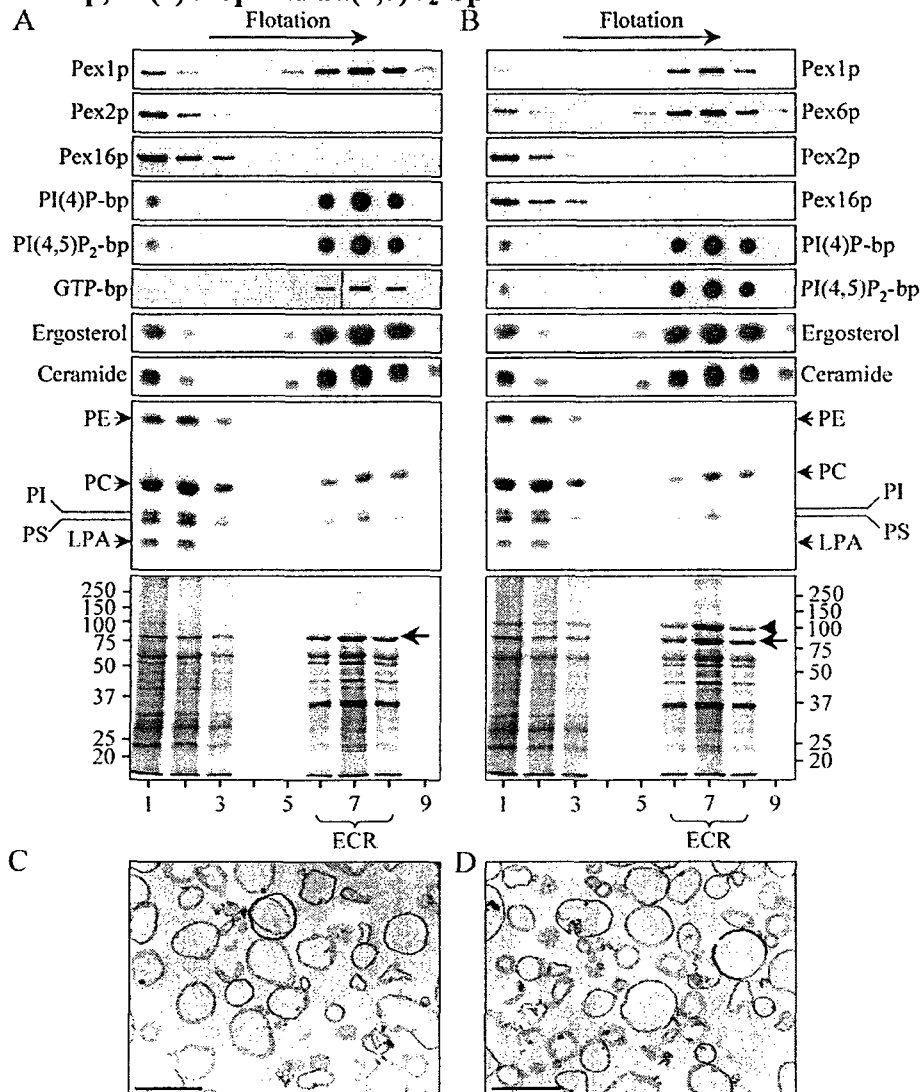 A Flotation B Flotation
Pex1p Pex1p
Pex2p Pex6p
Pex16p Pex2p
PI(4)P-bp Pex16p
PI(4,5)P₂-bp PI(4)P-bp
GTP-bp PI(4,5)P₂-bp
Ergosterol Ergosterol
Ceramide Ceramide
PE PE
PC PC
PI PI
PS PS
LPA LPA
250 250
150 150
100 100
75 75
50 50
37 37
25 25
20 20
1 3 5 7 9 1 3 5 7 9
ECR ECR
C D